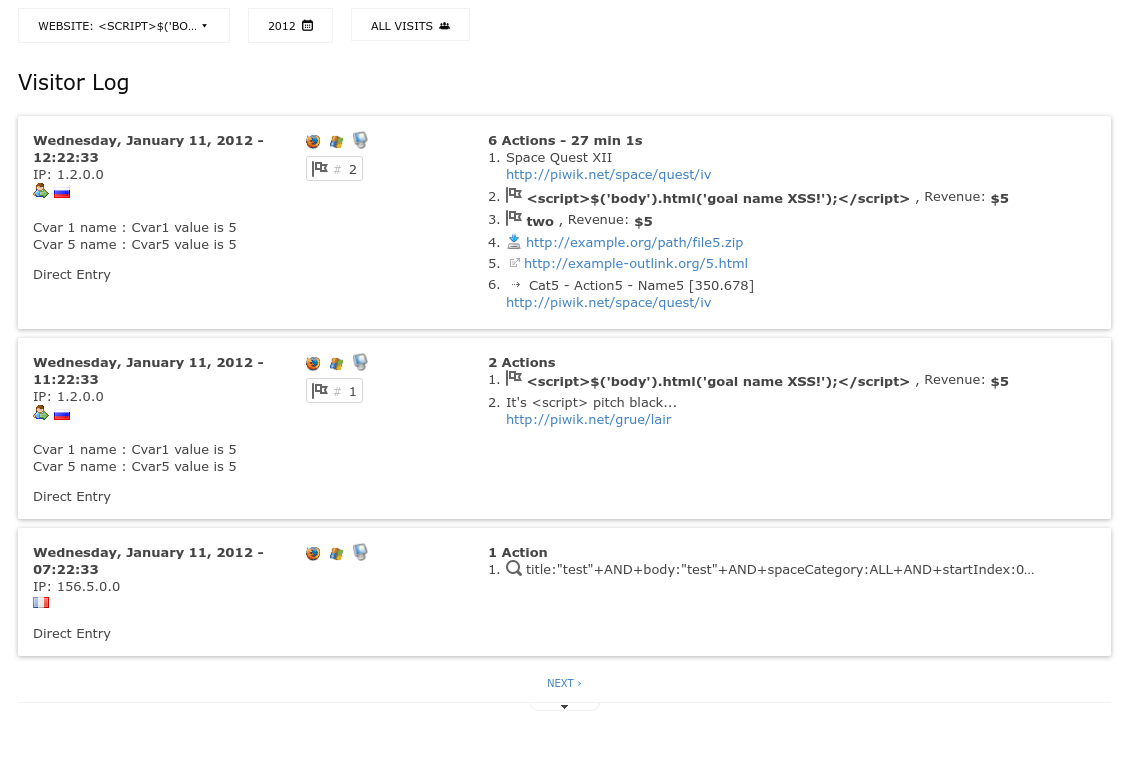 WEBSITE: <SCRIPT>$('BO... 2012 ALL VISITS
Visitor Log
Wednesday, January 11, 2012 -
12:22:33
IP: 1.2.0.0
Cvar 1 name : Cvar1 value is 5
Cvar 5 name : Cvar5 value is 5
Direct Entry
# 2
6 Actions - 27 min 1s
1. Space Quest XII
http://piwik.net/space/quest/iv
2. <script>$('body').html('goal name XSS!');</script> , Revenue: $5
3. two , Revenue: $5
4. http://example.org/path/file5.zip
5. http://example-outlink.org/5.html
6. Cat5 - Action5 - Name5 [350.678]
http://piwik.net/space/quest/iv
Wednesday, January 11, 2012 -
11:22:33
IP: 1.2.0.0
Cvar 1 name : Cvar1 value is 5
Cvar 5 name : Cvar5 value is 5
Direct Entry
# 1
2 Actions
1. <script>$('body').html('goal name XSS!');</script> , Revenue: $5
2. It's <script> pitch black...
http://piwik.net/grue/lair
Wednesday, January 11, 2012 -
07:22:33
IP: 156.5.0.0
Direct Entry
1 Action
1. title:"test"+AND+body:"test"+AND+spaceCategory:ALL+AND+startIndex:0...
NEXT ›